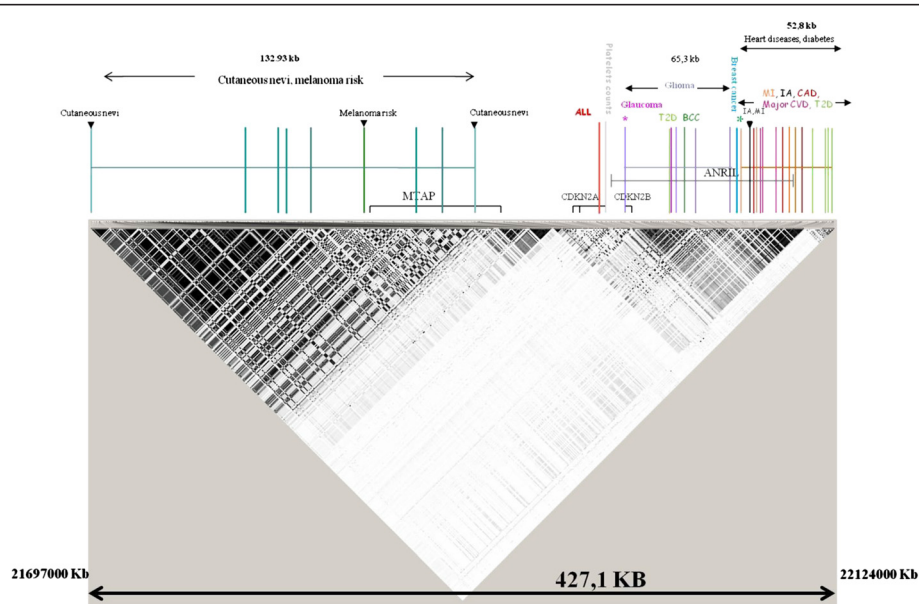 132.93 kb
Cutaneous nevi, melanoma risk
Cutaneous nevi
Melanoma risk
Cutaneous nevi
MTAP
ALL
Platelets counts
65,3 kb
Glioma
Glaucoma
*
T2D BCC
Breast cancer
52,8 kb
Heart diseases, diabetes
MI, IA, CAD,
Major CVD, T2D
*
IA, MI
ANRIL
CDKN2A
CDKN2B
21697000 Kb
427,1 KB
22124000 Kb